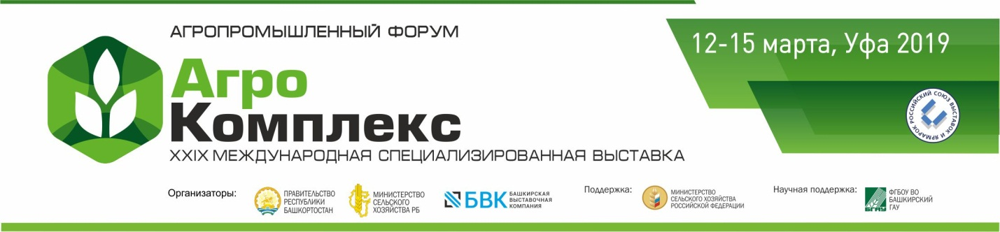 АГРОПРОМЫШЛЕННЫЙ ФОРУМ
12-15 марта, Уфа 2019
Агро
Комплекс
XXIX МЕЖДУНАРОДНАЯ СПЕЦИАЛИЗИРОВАННАЯ ВЫСТАВКА
РОССИЙСКИЙ СОЮЗ ВЫСТАВОК И ЯРМАРОК
Организаторы:
ПРАВИТЕЛЬСТВО
РЕСПУБЛИКИ
БАШКОРТОСТАН
МИНИСТЕРСТВО
СЕЛЬСКОГО
ХОЗЯЙСТВА РБ
БВК
БАШКИРСКАЯ
ВЫСТАВОЧНАЯ
КОМПАНИЯ
Поддержка:
МИНИСТЕРСТВО
СЕЛЬСКОГО ХОЗЯЙСТВА
РОССИЙСКОЙ ФЕДЕРАЦИИ
Научная поддержка:
БГАУ
ФГБОУ ВО
БАШКИРСКИЙ
ГАУ